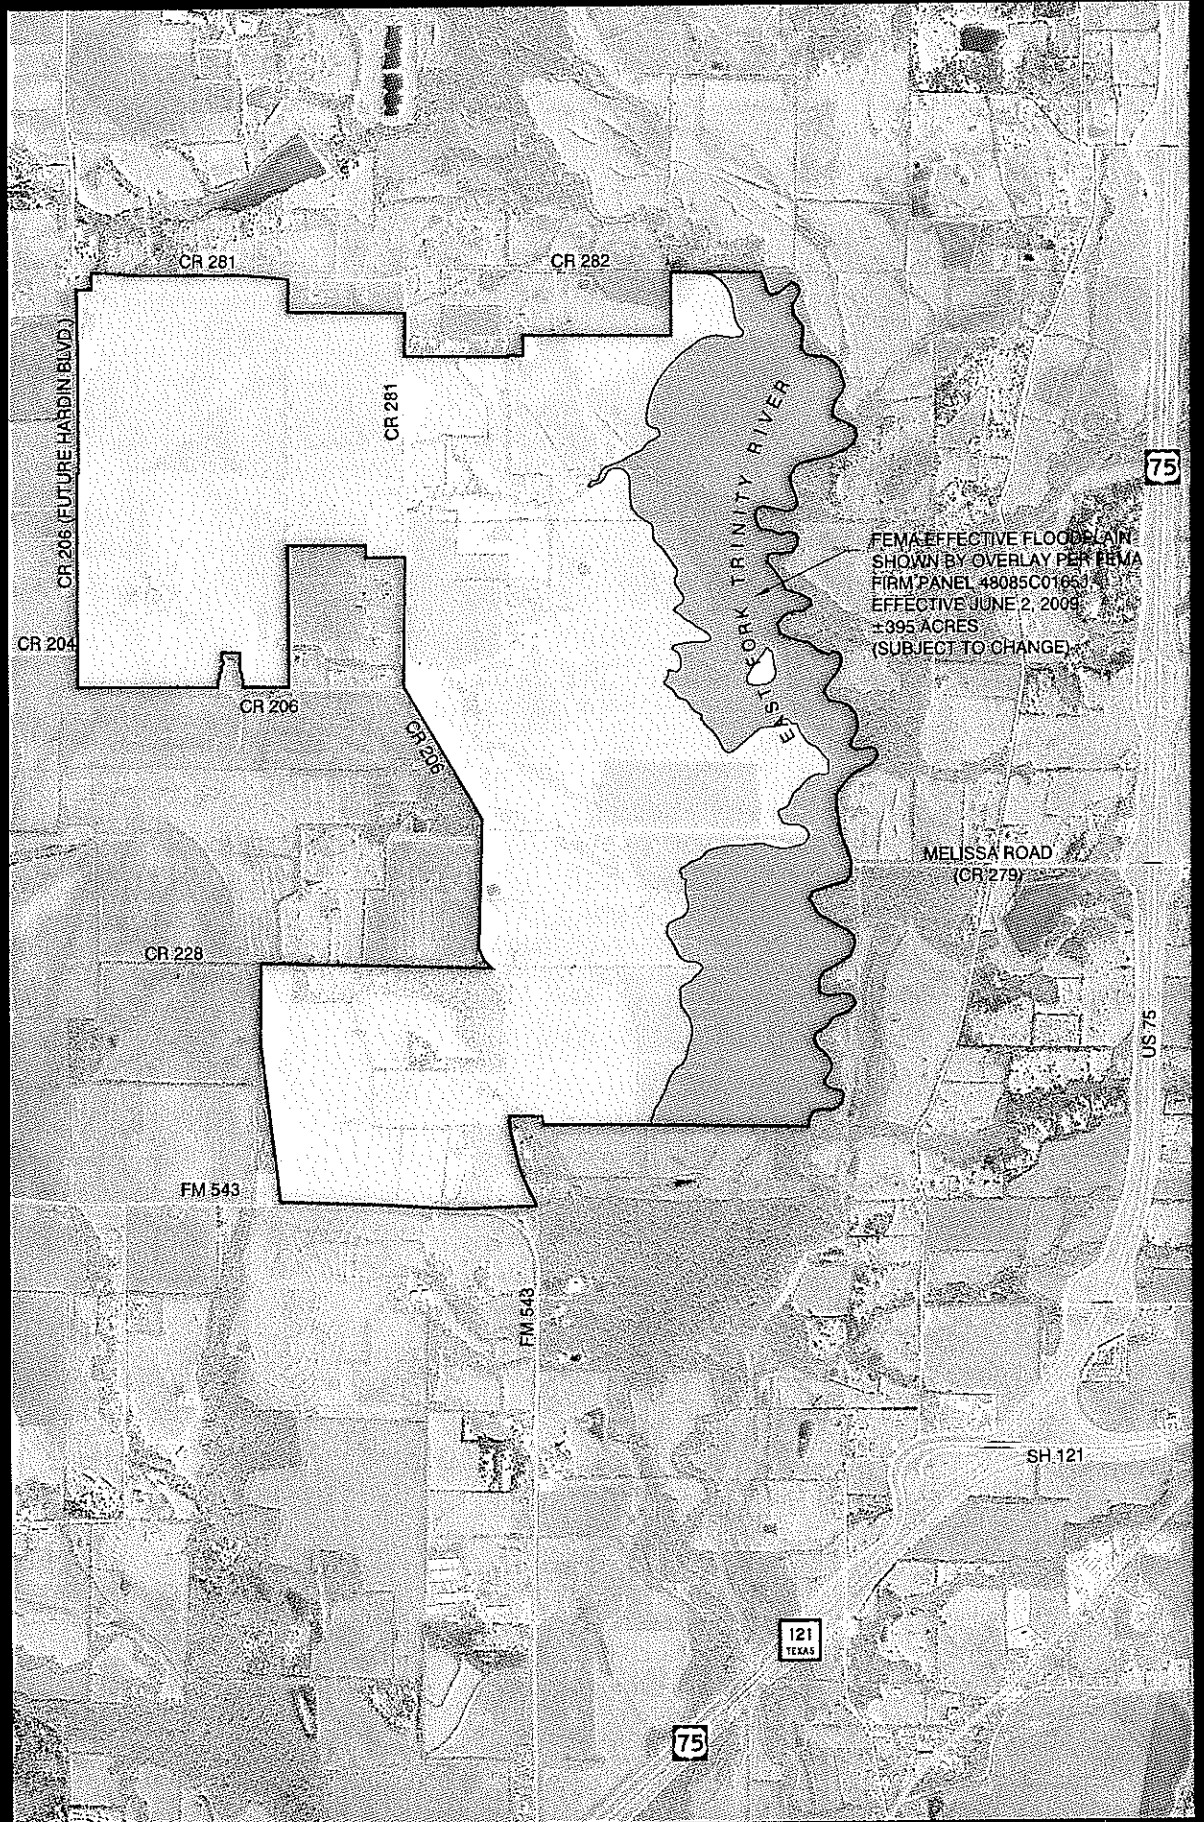 CR 281
CR 282
CR 206 (FUTURE HARDIN BLVD.)
CR 281
EAST FORK TRINITY RIVER
75
FEMA EFFECTIVE FLOODPLAIN
SHOWN BY OVERLAY PER FEMA
FIRM PANEL 48085C0165J
EFFECTIVE JUNE 2, 2009
±395 ACRES
(SUBJECT TO CHANGE)
CR 204
CR 206
CR 206
MELISSA ROAD
(CR 279)
CR 228
US 75
FM 543
FM 543
SH 121
121
TEXAS
75